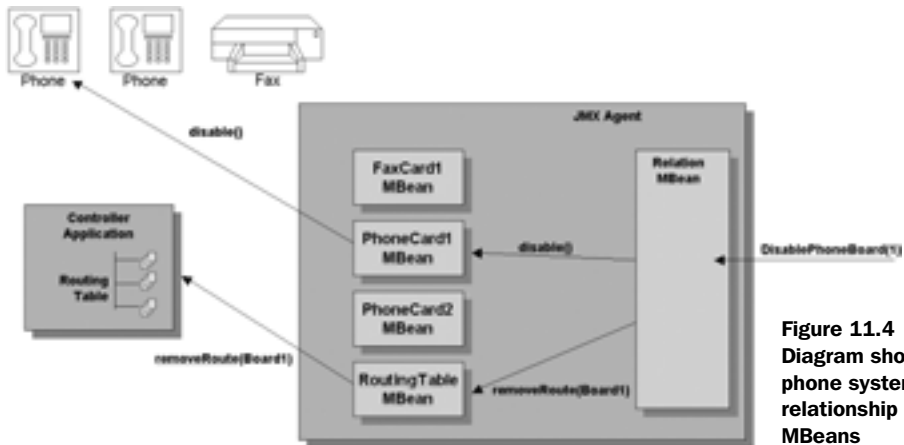 Phone
Phone
Fax
disable()
JMX Agent
FaxCard1
MBean
Relation
MBean
Controller
Application
Routing
Table
PhoneCard1
MBean
disable()
DisablePhoneBoard(1)
PhoneCard2
MBean
removeRoute(Board1)
RoutingTable
MBean
removeRoute(Board1)
Figure 11.4
Diagram sho
phone system
relationship
MBeans